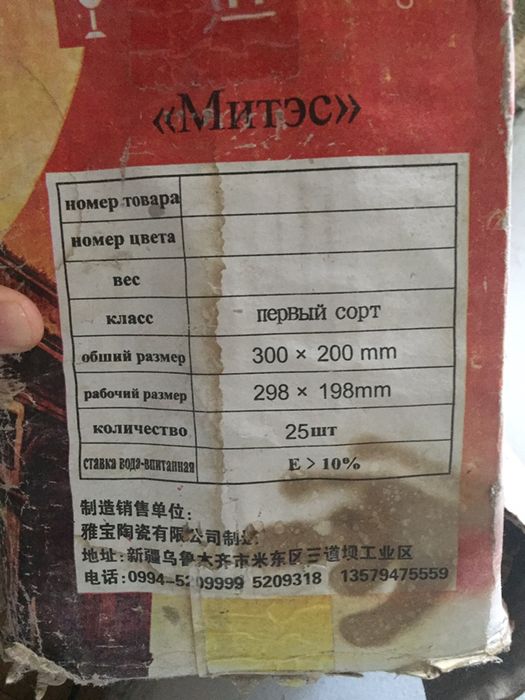 «Митэс»
номер товара
номер цвета
вес
класс первый сорт
обший размер 300 × 200 mm
рабочий размер 298 × 198mm
количество 25шт
ставка вода-впитанная E > 10%
制造销售单位:
雅宝陶瓷有限公司制造
地址:新疆乌鲁木齐市米东区三道坝工业区
电话:0994-5209999 5209318 13579475559